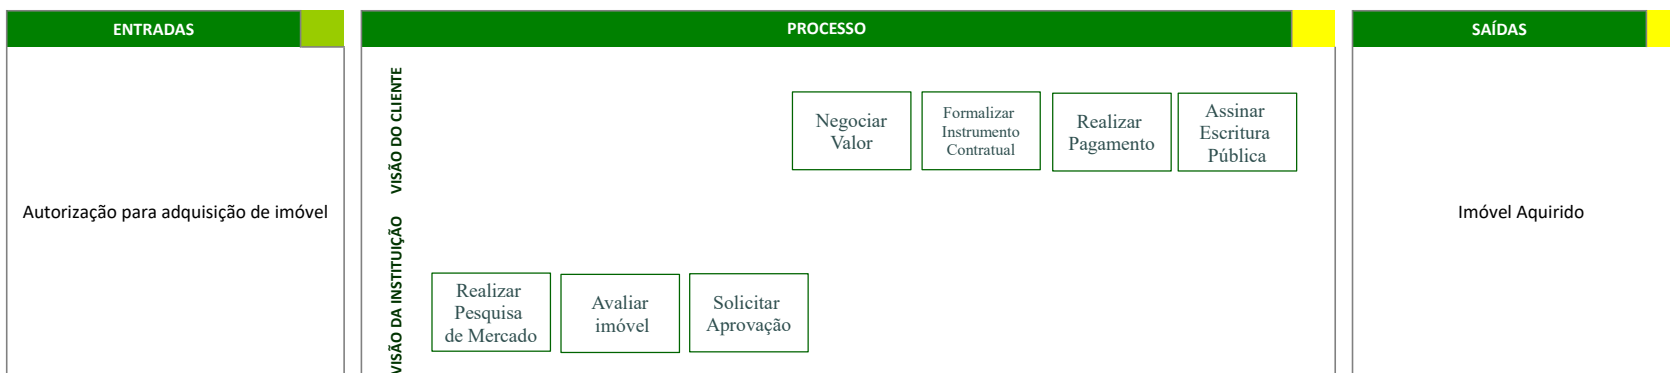 ENTRADAS
PROCESSO
SAÍDAS
Autorização para adquisição de imóvel
VISÃO DO CLIENTE
Negociar
Valor
Formalizar
Instrumento
Contratual
Realizar
Pagamento
Assinar
Escritura
Pública
VISÃO DA INSTITUIÇÃO
Realizar
Pesquisa
de Mercado
Avaliar
imóvel
Solicitar
Aprovação
Imóvel Aquirido